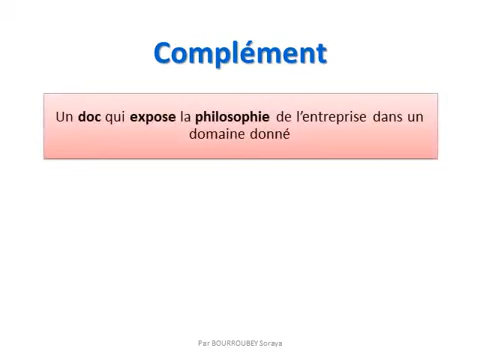 Complément
Un doc qui expose la philosophie de l’entreprise dans un
domaine donné
Par BOURROUBEY Soraya